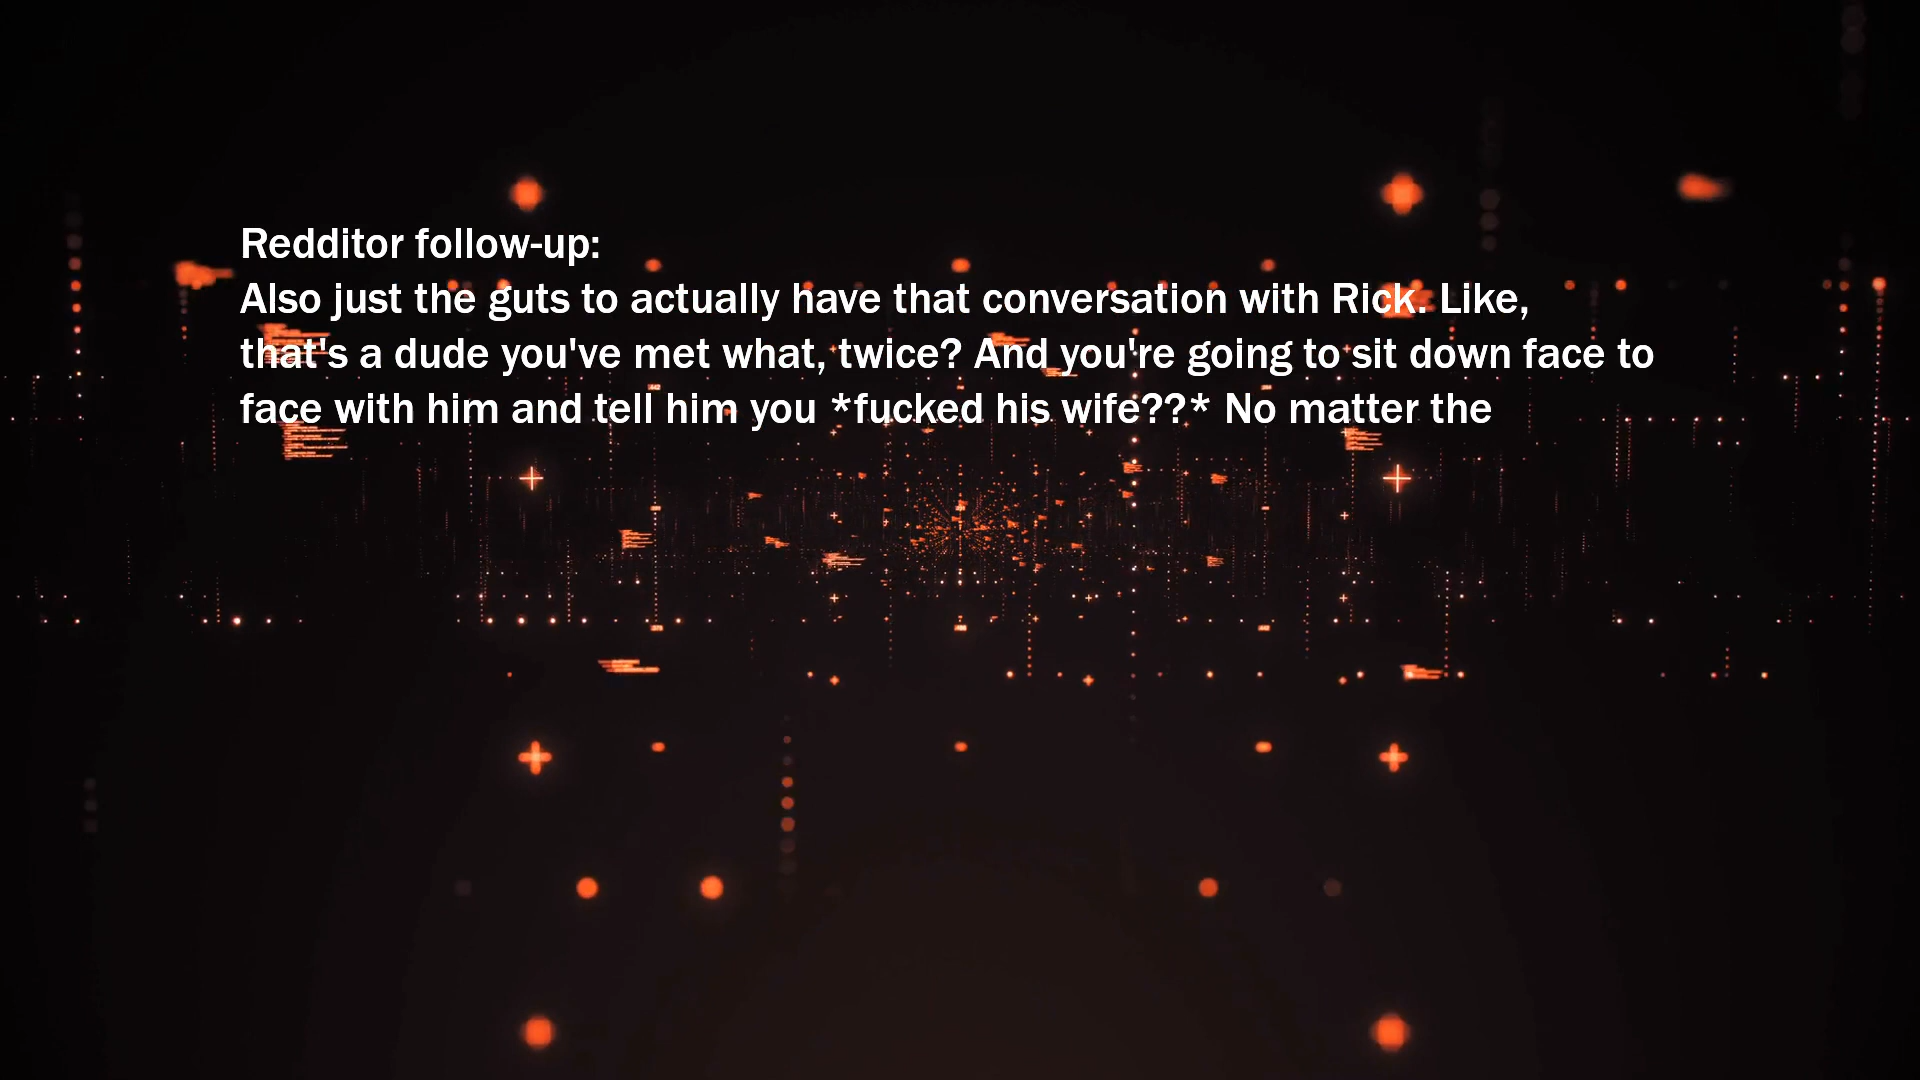 Redditor follow-up:
Also just the guts to actually have that conversation with Rick. Like,
that's a dude you've met what, twice? And you're going to sit down face to
face with him and tell him you *fucked his wife??* No matter the